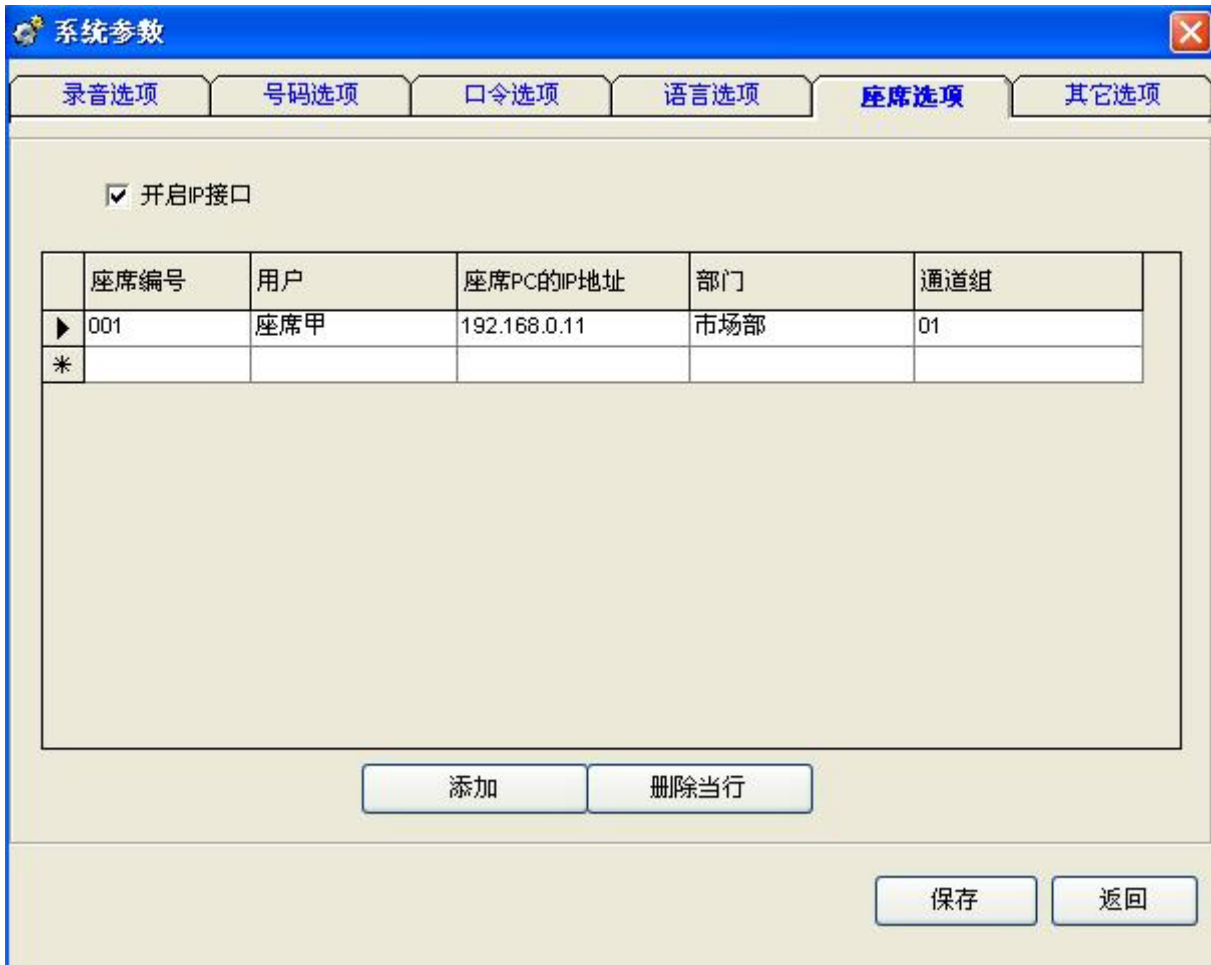 系统参数
录音选项 号码选项 口令选项 语言选项 座席选项 其它选项
开启IP接口
座席编号 用户 座席PC的IP地址 部门 通道组
001 座席甲 192.168.0.11 市场部 01
添加 删除当行
保存 返回